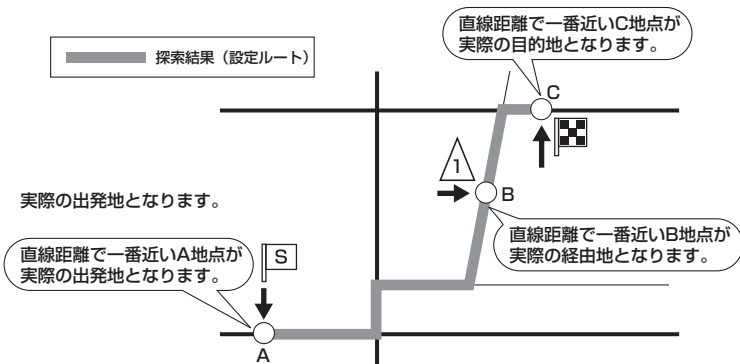 直線距離で一番近いC地点が
実際の目的地となります。
探索結果（設定ルート）
C
1
B
実際の出発地となります。
直線距離で一番近いB地点が
実際の経由地となります。
直線距離で一番近いA地点が
実際の出発地となります。
S
A